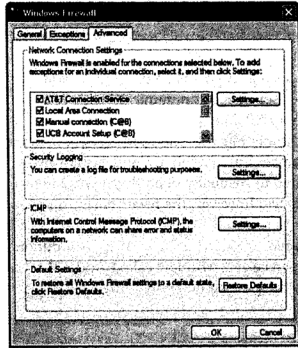 Windows Firewall
General Exceptions Advanced
Network Connection Settings
Windows Firewall is enabled for the connections selected below. To add
exceptions for an individual connection, select it, and then click Settings:
AT&T Connection Service
Local Area Connection
Manual connection (C@B)
UCB Account Setup (C@B)
Settings...
Security Logging
You can create a log file for troubleshooting purposes.
Settings...
ICMP
With Internet Control Message Protocol (ICMP), the
computers on a network can share error and status
information.
Settings...
Default Settings
To restore all Windows Firewall settings to a default state,
click Restore Defaults.
Restore Defaults
OK Cancel